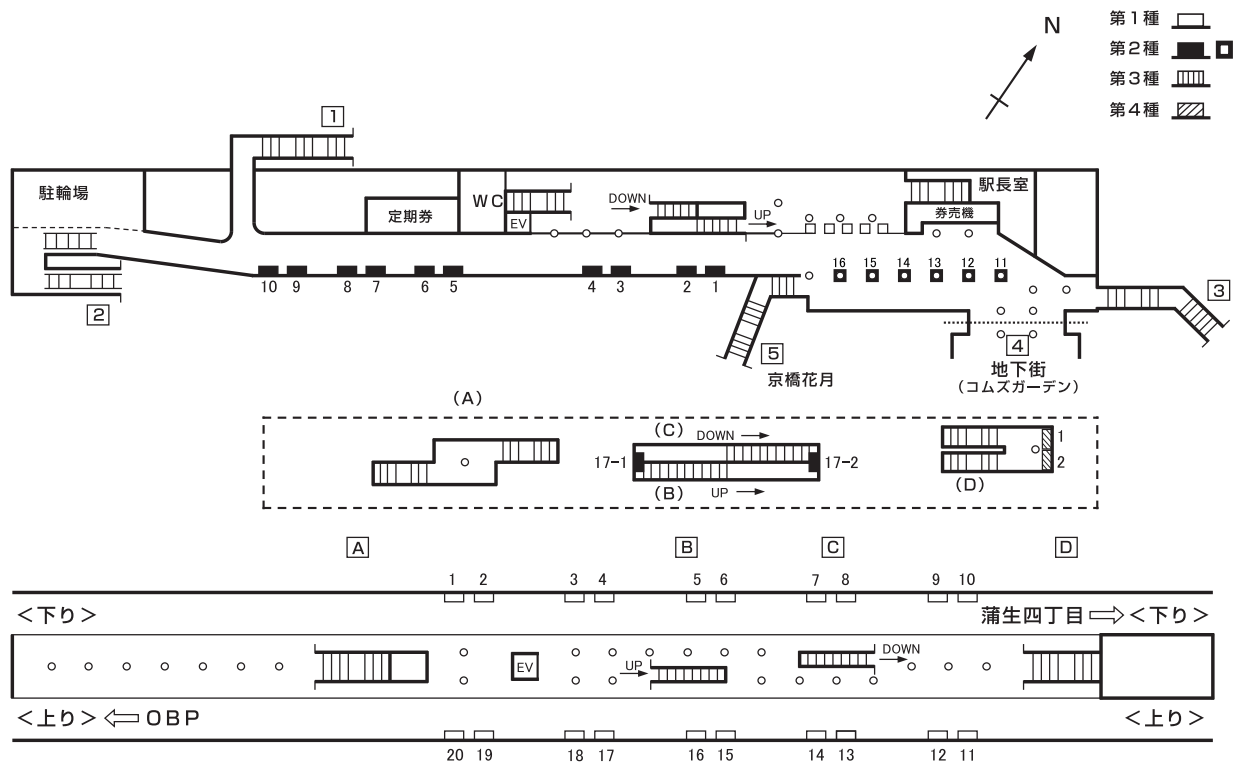 N
第1種
第2種
第3種
第4種
1
駐輪場
定期券
WC
EV
DOWN
UP
駅長室
券売機
10 9 8 7 6 5 4 3 2 1
16 15 14 13 12 11
2
3
4
5
地下街
(コムズガーデン)
京橋花月
(A)
(C) DOWN
17-1 17-2
(B) UP
1
2
(D)
A B C D
1 2 3 4 5 6 7 8 9 10
<下り> 蒲生四丁目 <下り>
EV UP DOWN
<上り> OBP <上り>
20 19 18 17 16 15 14 13 12 11